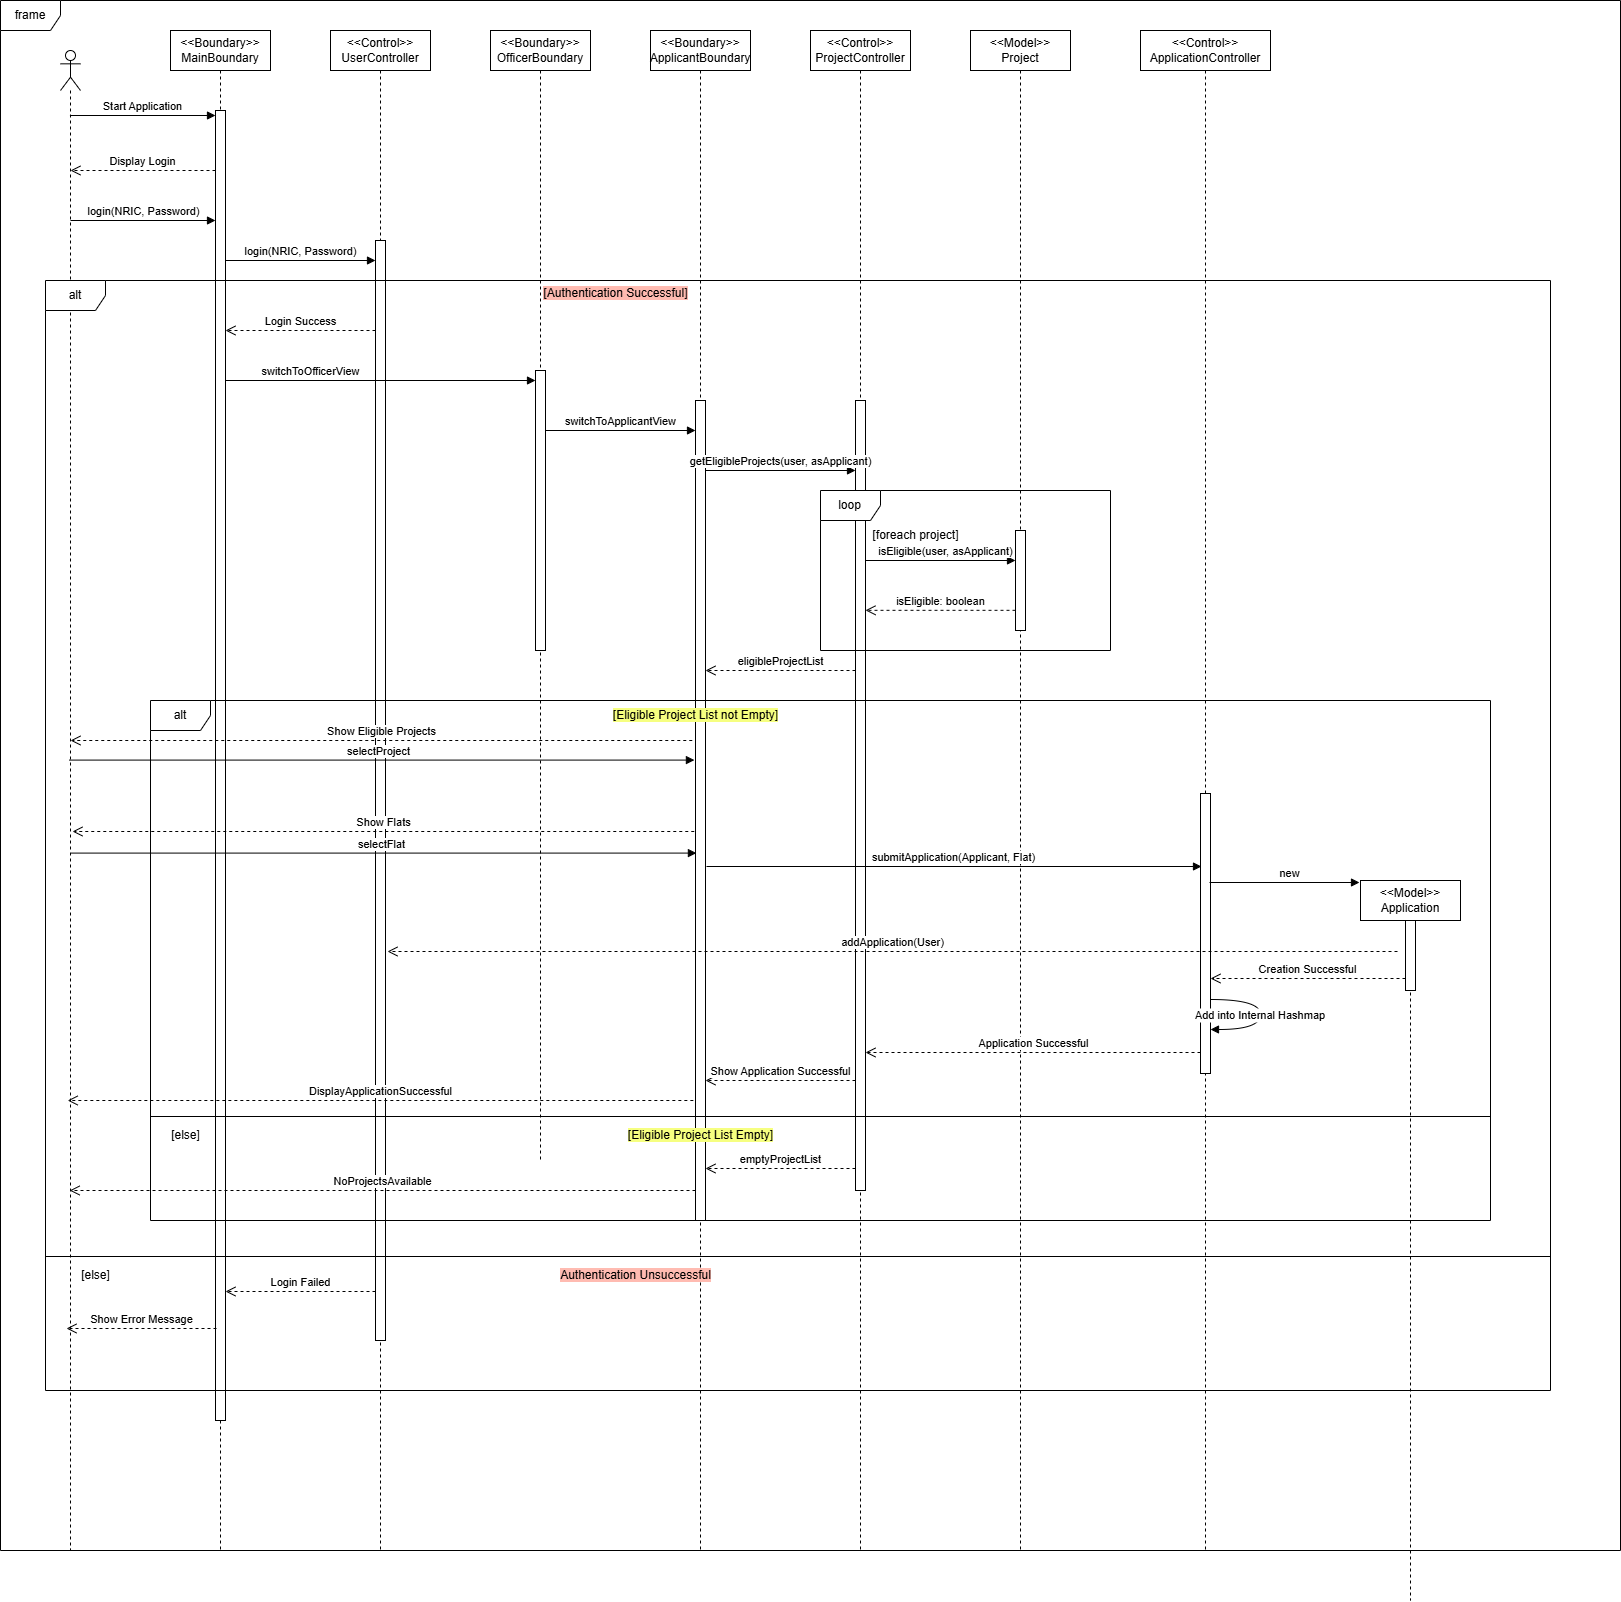 frame
<<Boundary>>
MainBoundary
<<Control>>
UserController
<<Boundary>>
OfficerBoundary
<<Boundary>>
ApplicantBoundary
<<Control>>
ProjectController
<<Model>>
Project
<<Control>>
ApplicationController
Start Application
Display Login
login(NRIC, Password)
login(NRIC, Password)
alt
[Authentication Successful]
Login Success
switchToOfficerView
switchToApplicantView
getEligibleProjects(user, asApplicant)
loop
[foreach project]
isEligible(user, asApplicant)
isEligible: boolean
eligibleProjectList
alt
[Eligible Project List not Empty]
Show Eligible Projects
selectProject
Show Flats
selectFlat
submitApplication(Applicant, Flat)
new
<<Model>>
Application
addApplication(User)
Creation Successful
Add into Internal Hashmap
Application Successful
Show Application Successful
DisplayApplicationSuccessful
[else]
[Eligible Project List Empty]
emptyProjectList
NoProjectsAvailable
[else]
Authentication Unsuccessful
Login Failed
Show Error Message